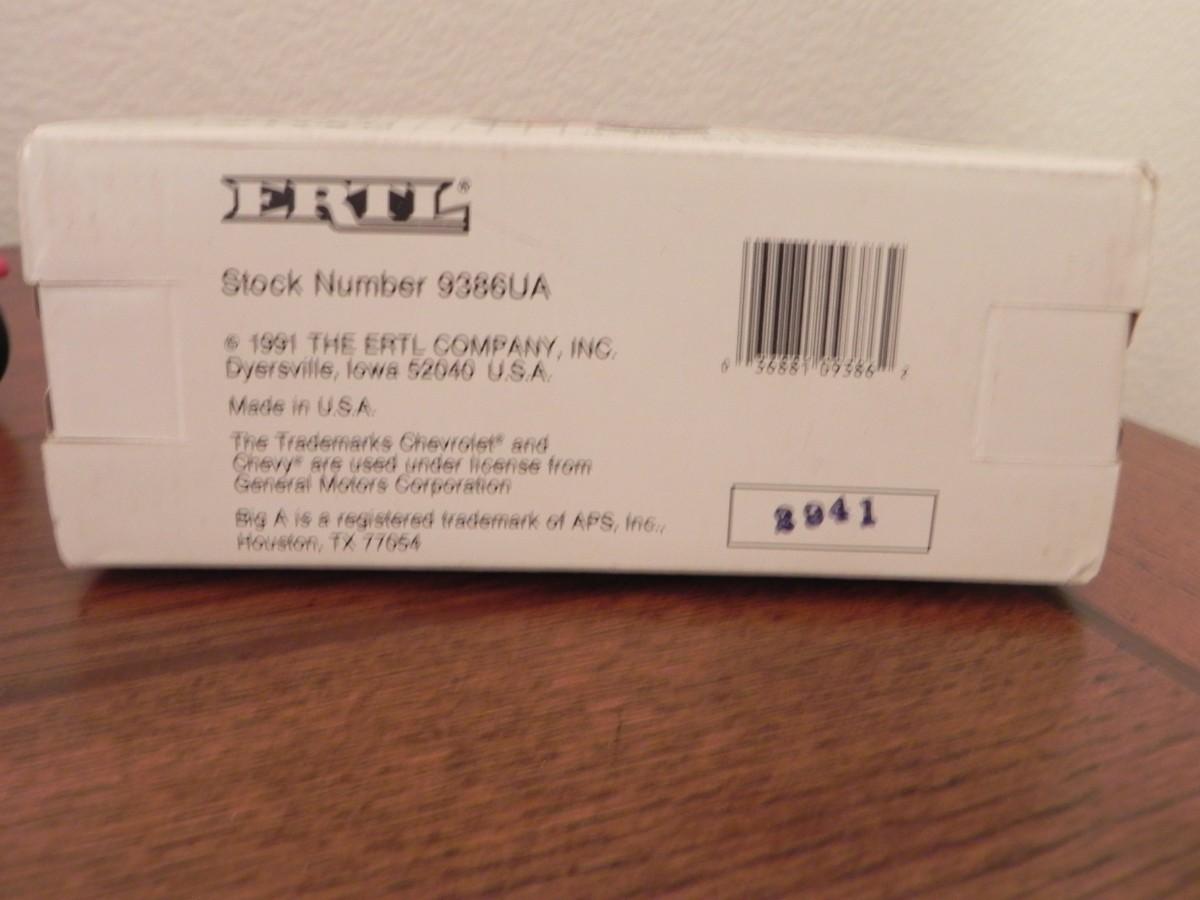 ERTL®
Stock Number 9386UA
© 1991 THE ERTL COMPANY, INC.
Dyersville, Iowa 52040 U.S.A.
Made in U.S.A.
The Trademarks Chevrolet® and
Chevy® are used under license from
General Motors Corporation
Big A is a registered trademark of APS, Inc.,
Houston, TX 77054
0 36881 09386 2
2941